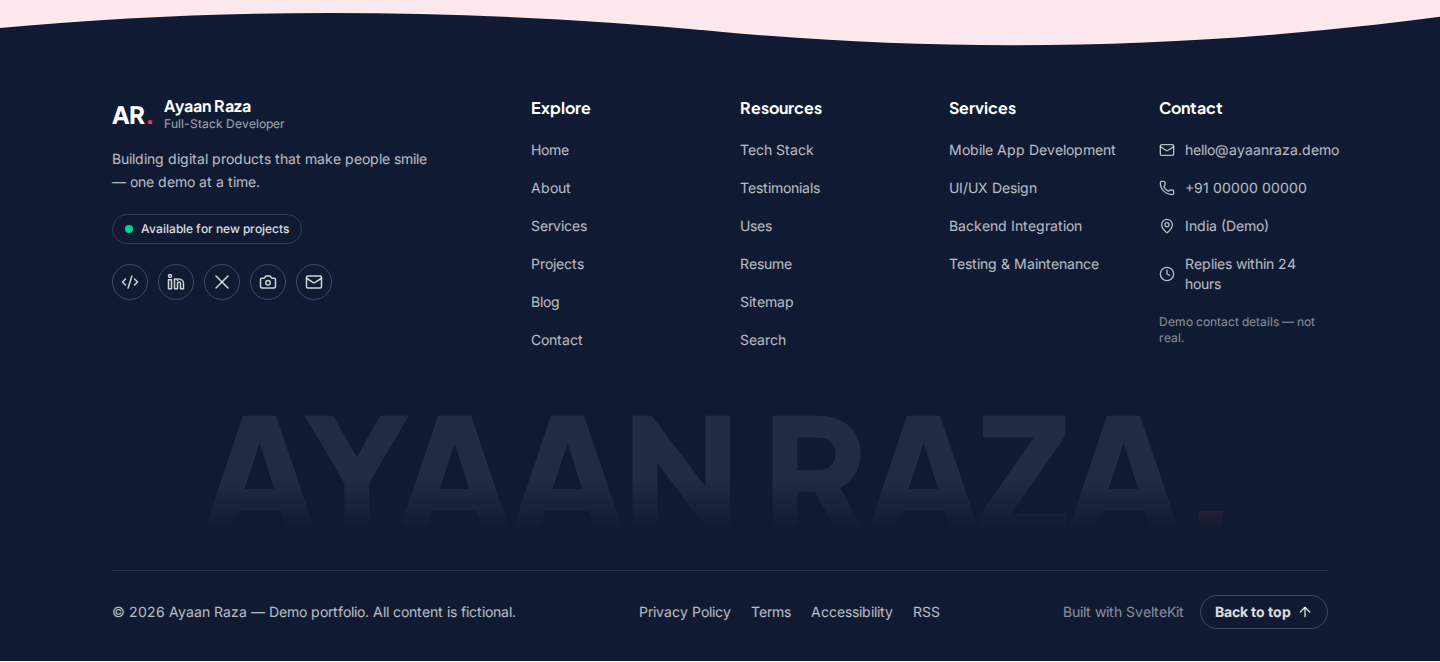 AR.
Ayaan Raza
Full-Stack Developer
Building digital products that make people smile
— one demo at a time.
Available for new projects
Explore
Home
About
Services
Projects
Blog
Contact
Resources
Tech Stack
Testimonials
Uses
Resume
Sitemap
Search
Services
Mobile App Development
UI/UX Design
Backend Integration
Testing & Maintenance
Contact
hello@ayaanraza.demo
+91 00000 00000
India (Demo)
Replies within 24
hours
Demo contact details — not
real.
AYAAN RAZA.
© 2026 Ayaan Raza — Demo portfolio. All content is fictional.
Privacy Policy Terms Accessibility RSS
Built with SvelteKit
Back to top ↑